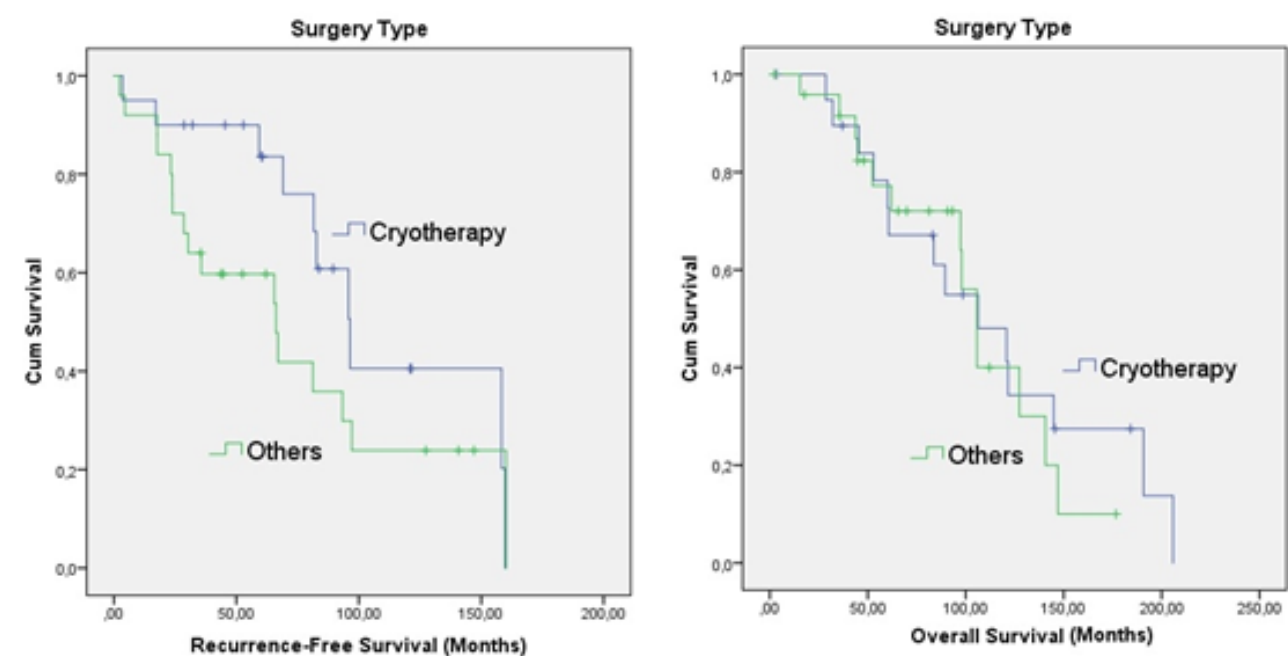 Surgery Type
1,0
0,8
0,6
0,4
0,2
0,0
Cum Survival
Cryotherapy
Others
,00 50,00 100,00 150,00 200,00
Recurrence-Free Survival (Months)
Surgery Type
1,0
0,8
0,6
0,4
0,2
0,0
Cum Survival
Cryotherapy
Others
,00 50,00 100,00 150,00 200,00 250,00
Overall Survival (Months)